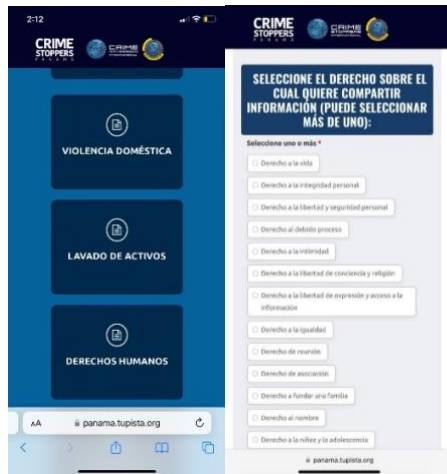 2:12
CRIME
STOPPERS
PANAMÁ
CRIME
STOPPERS
INTERNATIONAL
VIOLENCIA DOMÉSTICA
LAVADO DE ACTIVOS
DERECHOS HUMANOS
AA
panama.tupista.org
CRIME
STOPPERS
PANAMÁ
CRIME
STOPPERS
INTERNATIONAL
SELECCIONE EL DERECHO SOBRE EL
CUAL QUIERE COMPARTIR
INFORMACIÓN (PUEDE SELECCIONAR
MÁS DE UNO):
Seleccione uno o más *
Derecho a la vida
Derecho a la integridad personal
Derecho a la libertad y seguridad personal
Derecho al debido proceso
Derecho a la intimidad
Derecho a la libertad de conciencia y religión
Derecho a la libertad de expresión y acceso a la
información
Derecho a la igualdad
Derecho de reunión
Derecho de asociación
Derecho a fundar una familia
Derecho al nombre
Derecho a la niñez y la adolescencia
panama.tupista.org